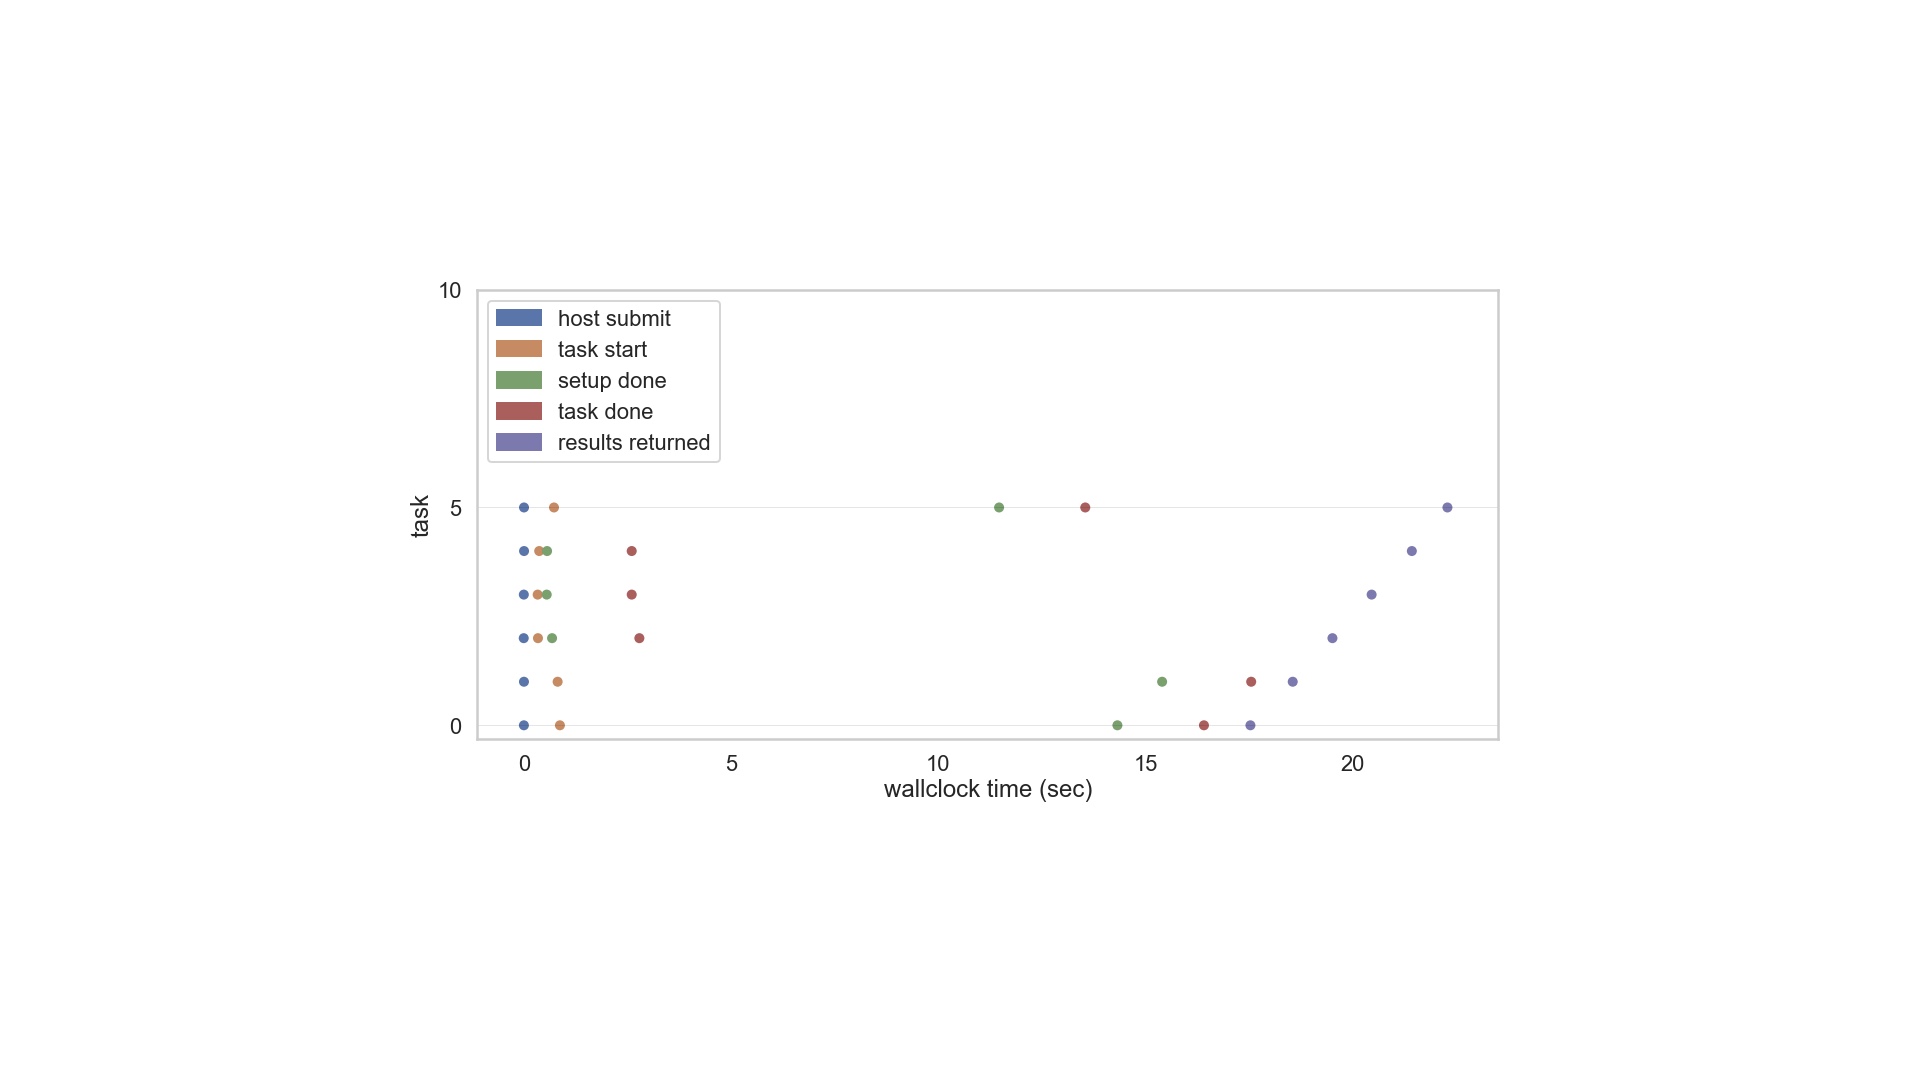 10
host submit
task start
setup done
task done
results returned
task
5
0
0 5 10 15 20
wallclock time (sec)